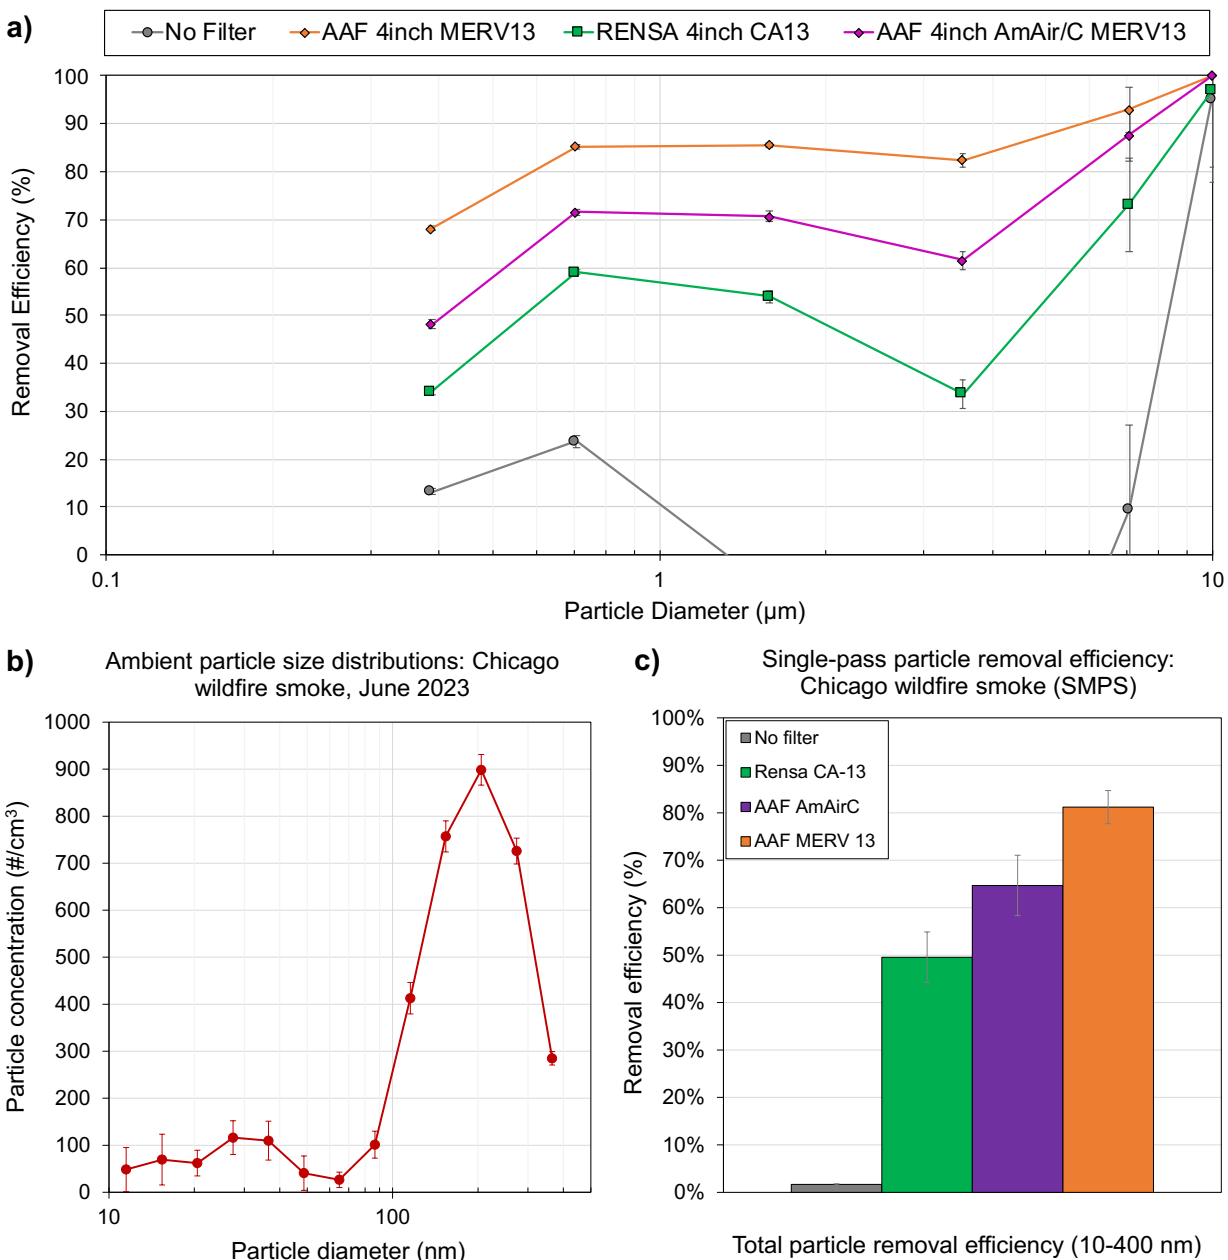 a)
No Filter AAF 4inch MERV13 RENSA 4inch CA13 AAF 4inch AmAir/C MERV13
100
90
80
70
60
50
40
30
20
10
0
Removal Efficiency (%)
0.1 1 10
Particle Diameter (µm)
b)
Ambient particle size distributions: Chicago
wildfire smoke, June 2023
1000
900
800
700
600
500
400
300
200
100
0
Particle concentration (#/cm³)
10 100
Particle diameter (nm)
c)
Single-pass particle removal efficiency:
Chicago wildfire smoke (SMPS)
100%
90%
80%
70%
60%
50%
40%
30%
20%
10%
0%
Removal efficiency (%)
No filter
Rensa CA-13
AAF AmAirC
AAF MERV 13
Total particle removal efficiency (10-400 nm)